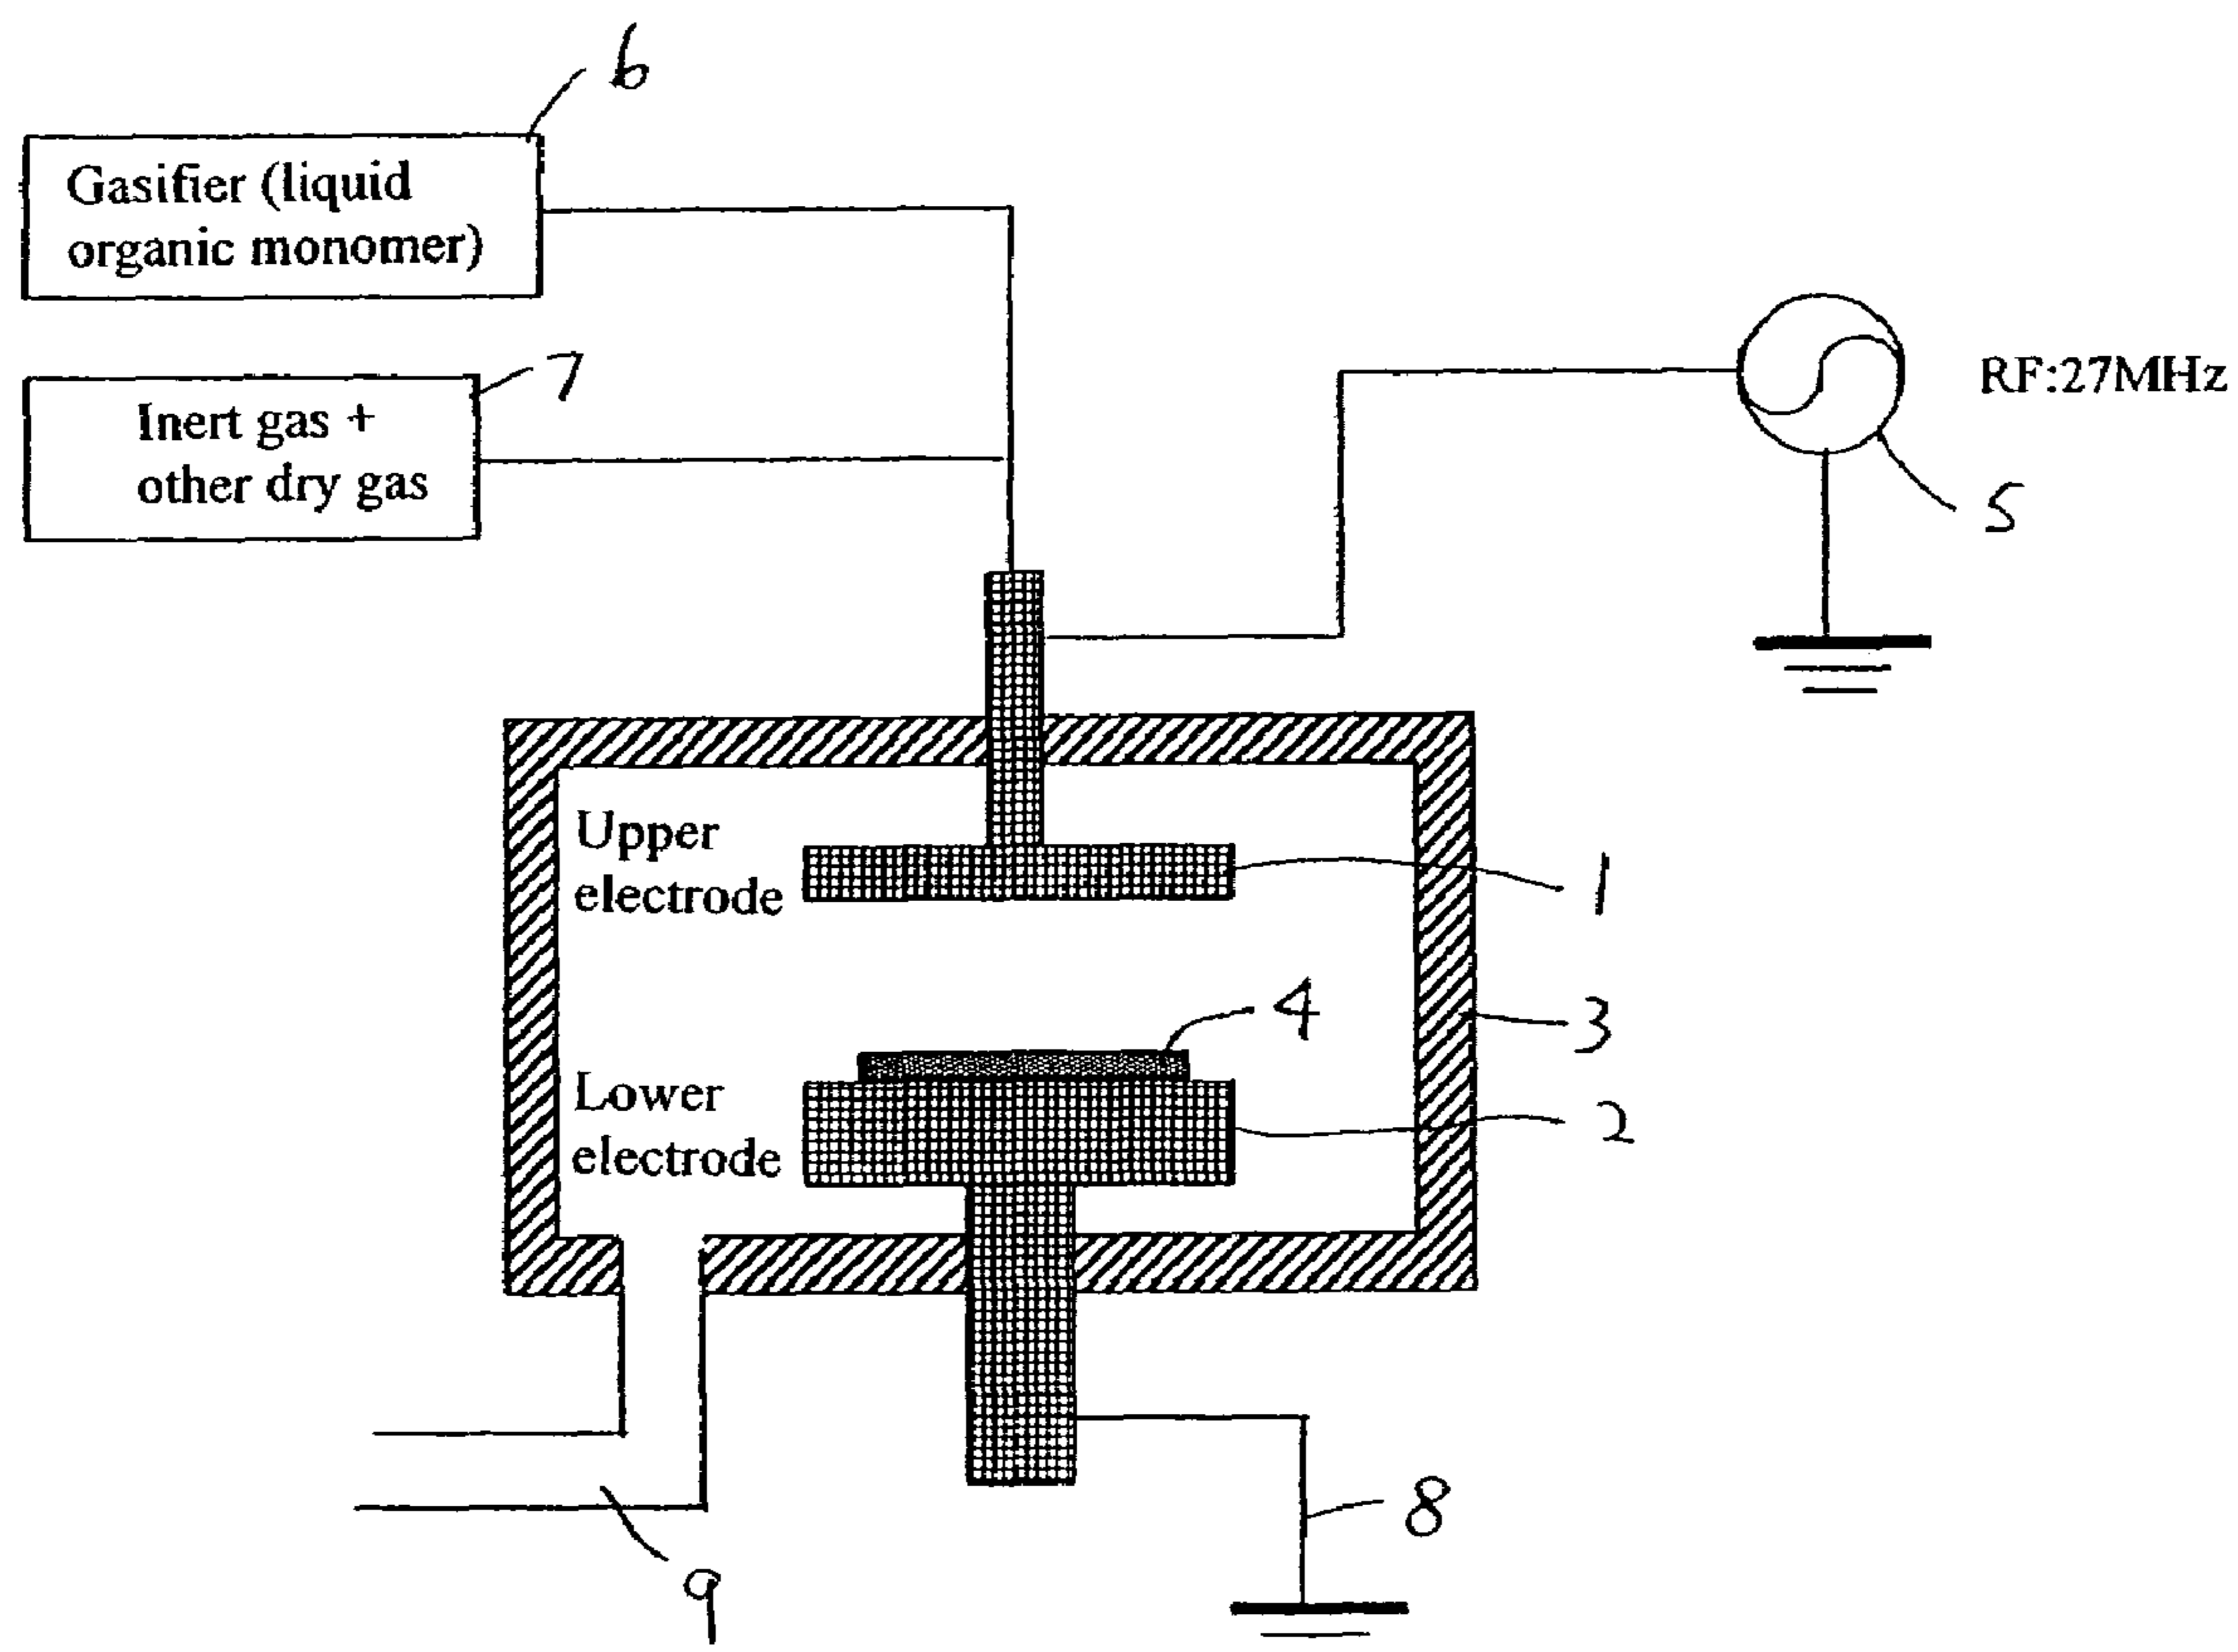 6
Gasifier (liquid
organic monomer)
7
Inert gas +
other dry gas
RF:27MHz
5
Upper
electrode
1
4
3
Lower
electrode
2
8
9